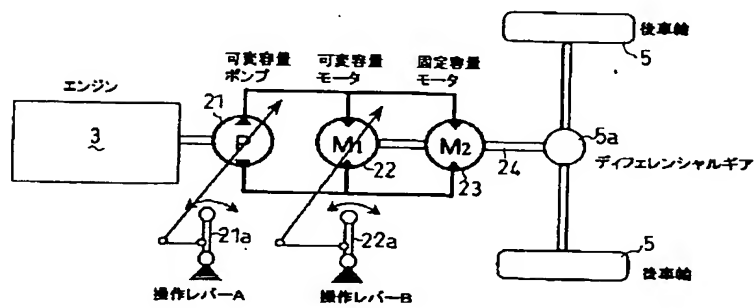 後車輪
5
可変容量
ポンプ
可変容量
モータ
固定容量
モータ
エンジン
3
21
P
M1
22
M2
23
24
5a
ディファレンシャルギア
21a
22a
5
後車輪
操作レバーA
操作レバーB